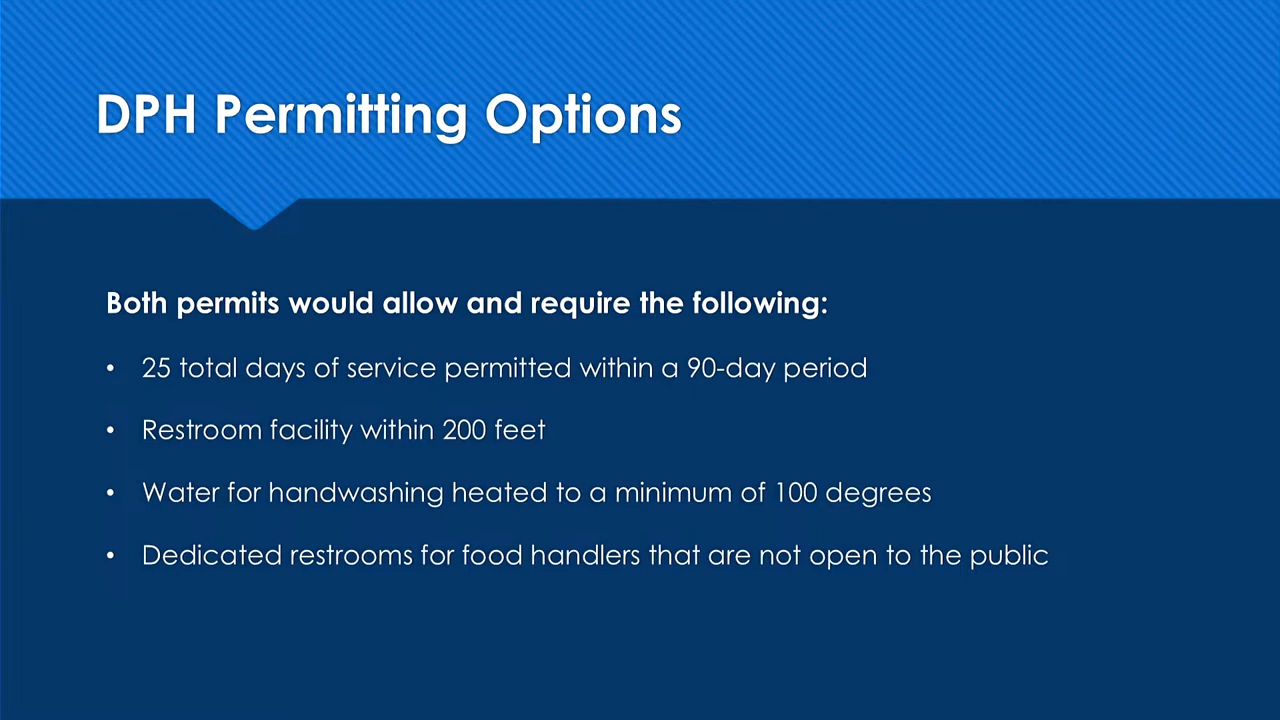 DPH Permitting Options
Both permits would allow and require the following:
• 25 total days of service permitted within a 90-day period
• Restroom facility within 200 feet
• Water for handwashing heated to a minimum of 100 degrees
• Dedicated restrooms for food handlers that are not open to the public